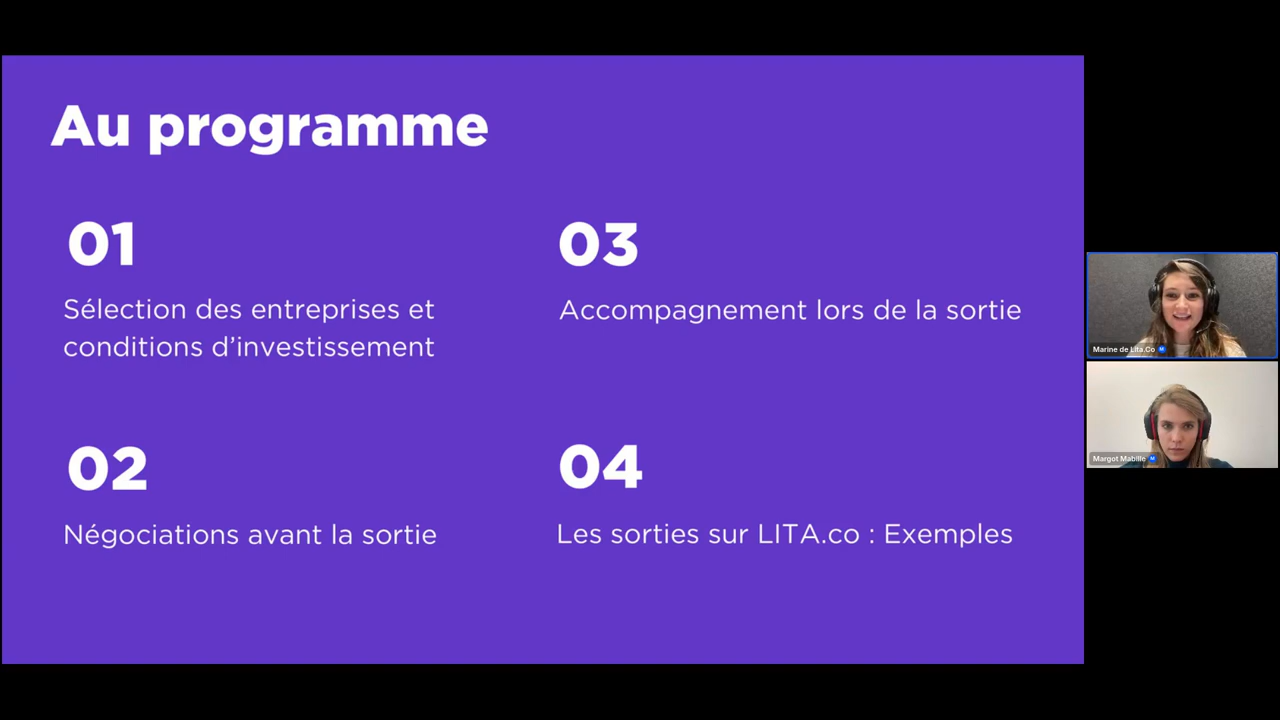 Au programme
01
Sélection des entreprises et
conditions d'investissement
02
Négociations avant la sortie
03
Accompagnement lors de la sortie
04
Les sorties sur LITA.co : Exemples
Marine de Lita.Co
Margot Mabille